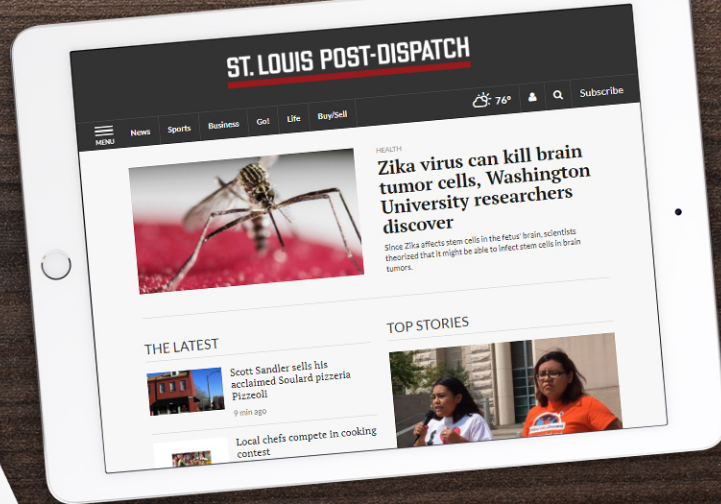 ST. LOUIS POST-DISPATCH
MENU
News
Sports
Business
Go!
Life
Buy/Sell
76°
Subscribe
HEALTH
Zika virus can kill brain
tumor cells, Washington
University researchers
discover
Since Zika affects stem cells in the fetus' brain, scientists
theorized that it might be able to infect stem cells in brain
tumors.
THE LATEST
Scott Sandler sells his
acclaimed Soulard pizzeria
Pizzeoli
9 min ago
Local chefs compete in cooking
contest
TOP STORIES